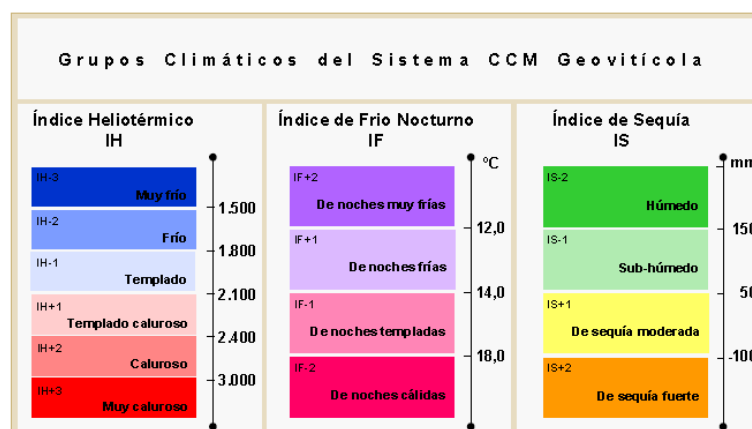 Grupos Climáticos del Sistema CCM Geovitícola
Índice Heliotérmico
IH
IH-3
Muy frío
1.500
IH-2
Frío
1.800
IH-1
Templado
2.100
IH+1
Templado caluroso
2.400
IH+2
Caluroso
3.000
IH+3
Muy caluroso
Índice de Frio Nocturno
IF
ºC
IF+2
De noches muy frías
12,0
IF+1
De noches frías
14,0
IF-1
De noches templadas
18,0
IF-2
De noches cálidas
Índice de Sequía
IS
mm
IS-2
Húmedo
150
IS-1
Sub-húmedo
50
IS+1
De sequía moderada
-100
IS+2
De sequía fuerte